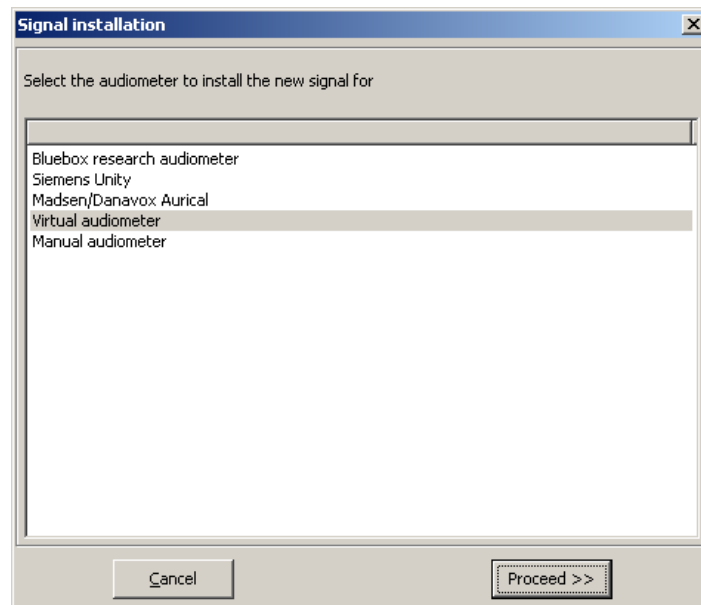 Signal installation
Select the audiometer to install the new signal for
Bluebox research audiometer
Siemens Unity
Madsen/Danavox Aurical
Virtual audiometer
Manual audiometer
Cancel
Proceed >>